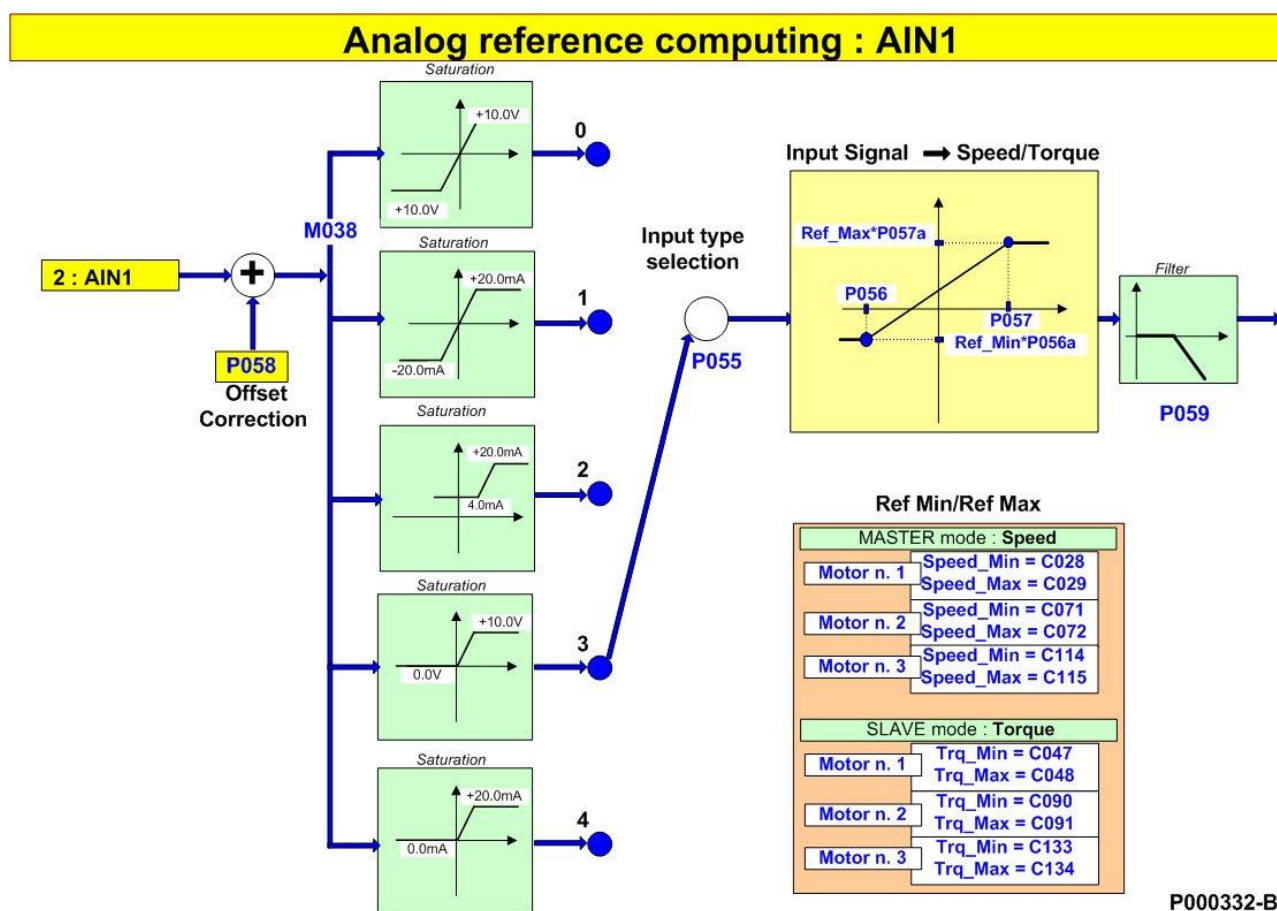 Analog reference computing : AIN1
Saturation
+10.0V
+10.0V
0
M038
2 : AIN1
+
P058
Offset
Correction
Saturation
+20.0mA
-20.0mA
1
Saturation
+20.0mA
4.0mA
2
Saturation
+10.0V
0.0V
3
Saturation
+20.0mA
0.0mA
4
Input type
selection
P055
Input Signal Speed/Torque
Ref_Max*P057a
P056
P057
Ref_Min*P056a
Filter
P059
Ref Min/Ref Max
MASTER mode : Speed
Motor n. 1
Speed_Min = C028
Speed_Max = C029
Motor n. 2
Speed_Min = C071
Speed_Max = C072
Motor n. 3
Speed_Min = C114
Speed_Max = C115
SLAVE mode : Torque
Motor n. 1
Trq_Min = C047
Trq_Max = C048
Motor n. 2
Trq_Min = C090
Trq_Max = C091
Motor n. 3
Trq_Min = C133
Trq_Max = C134
P000332-B